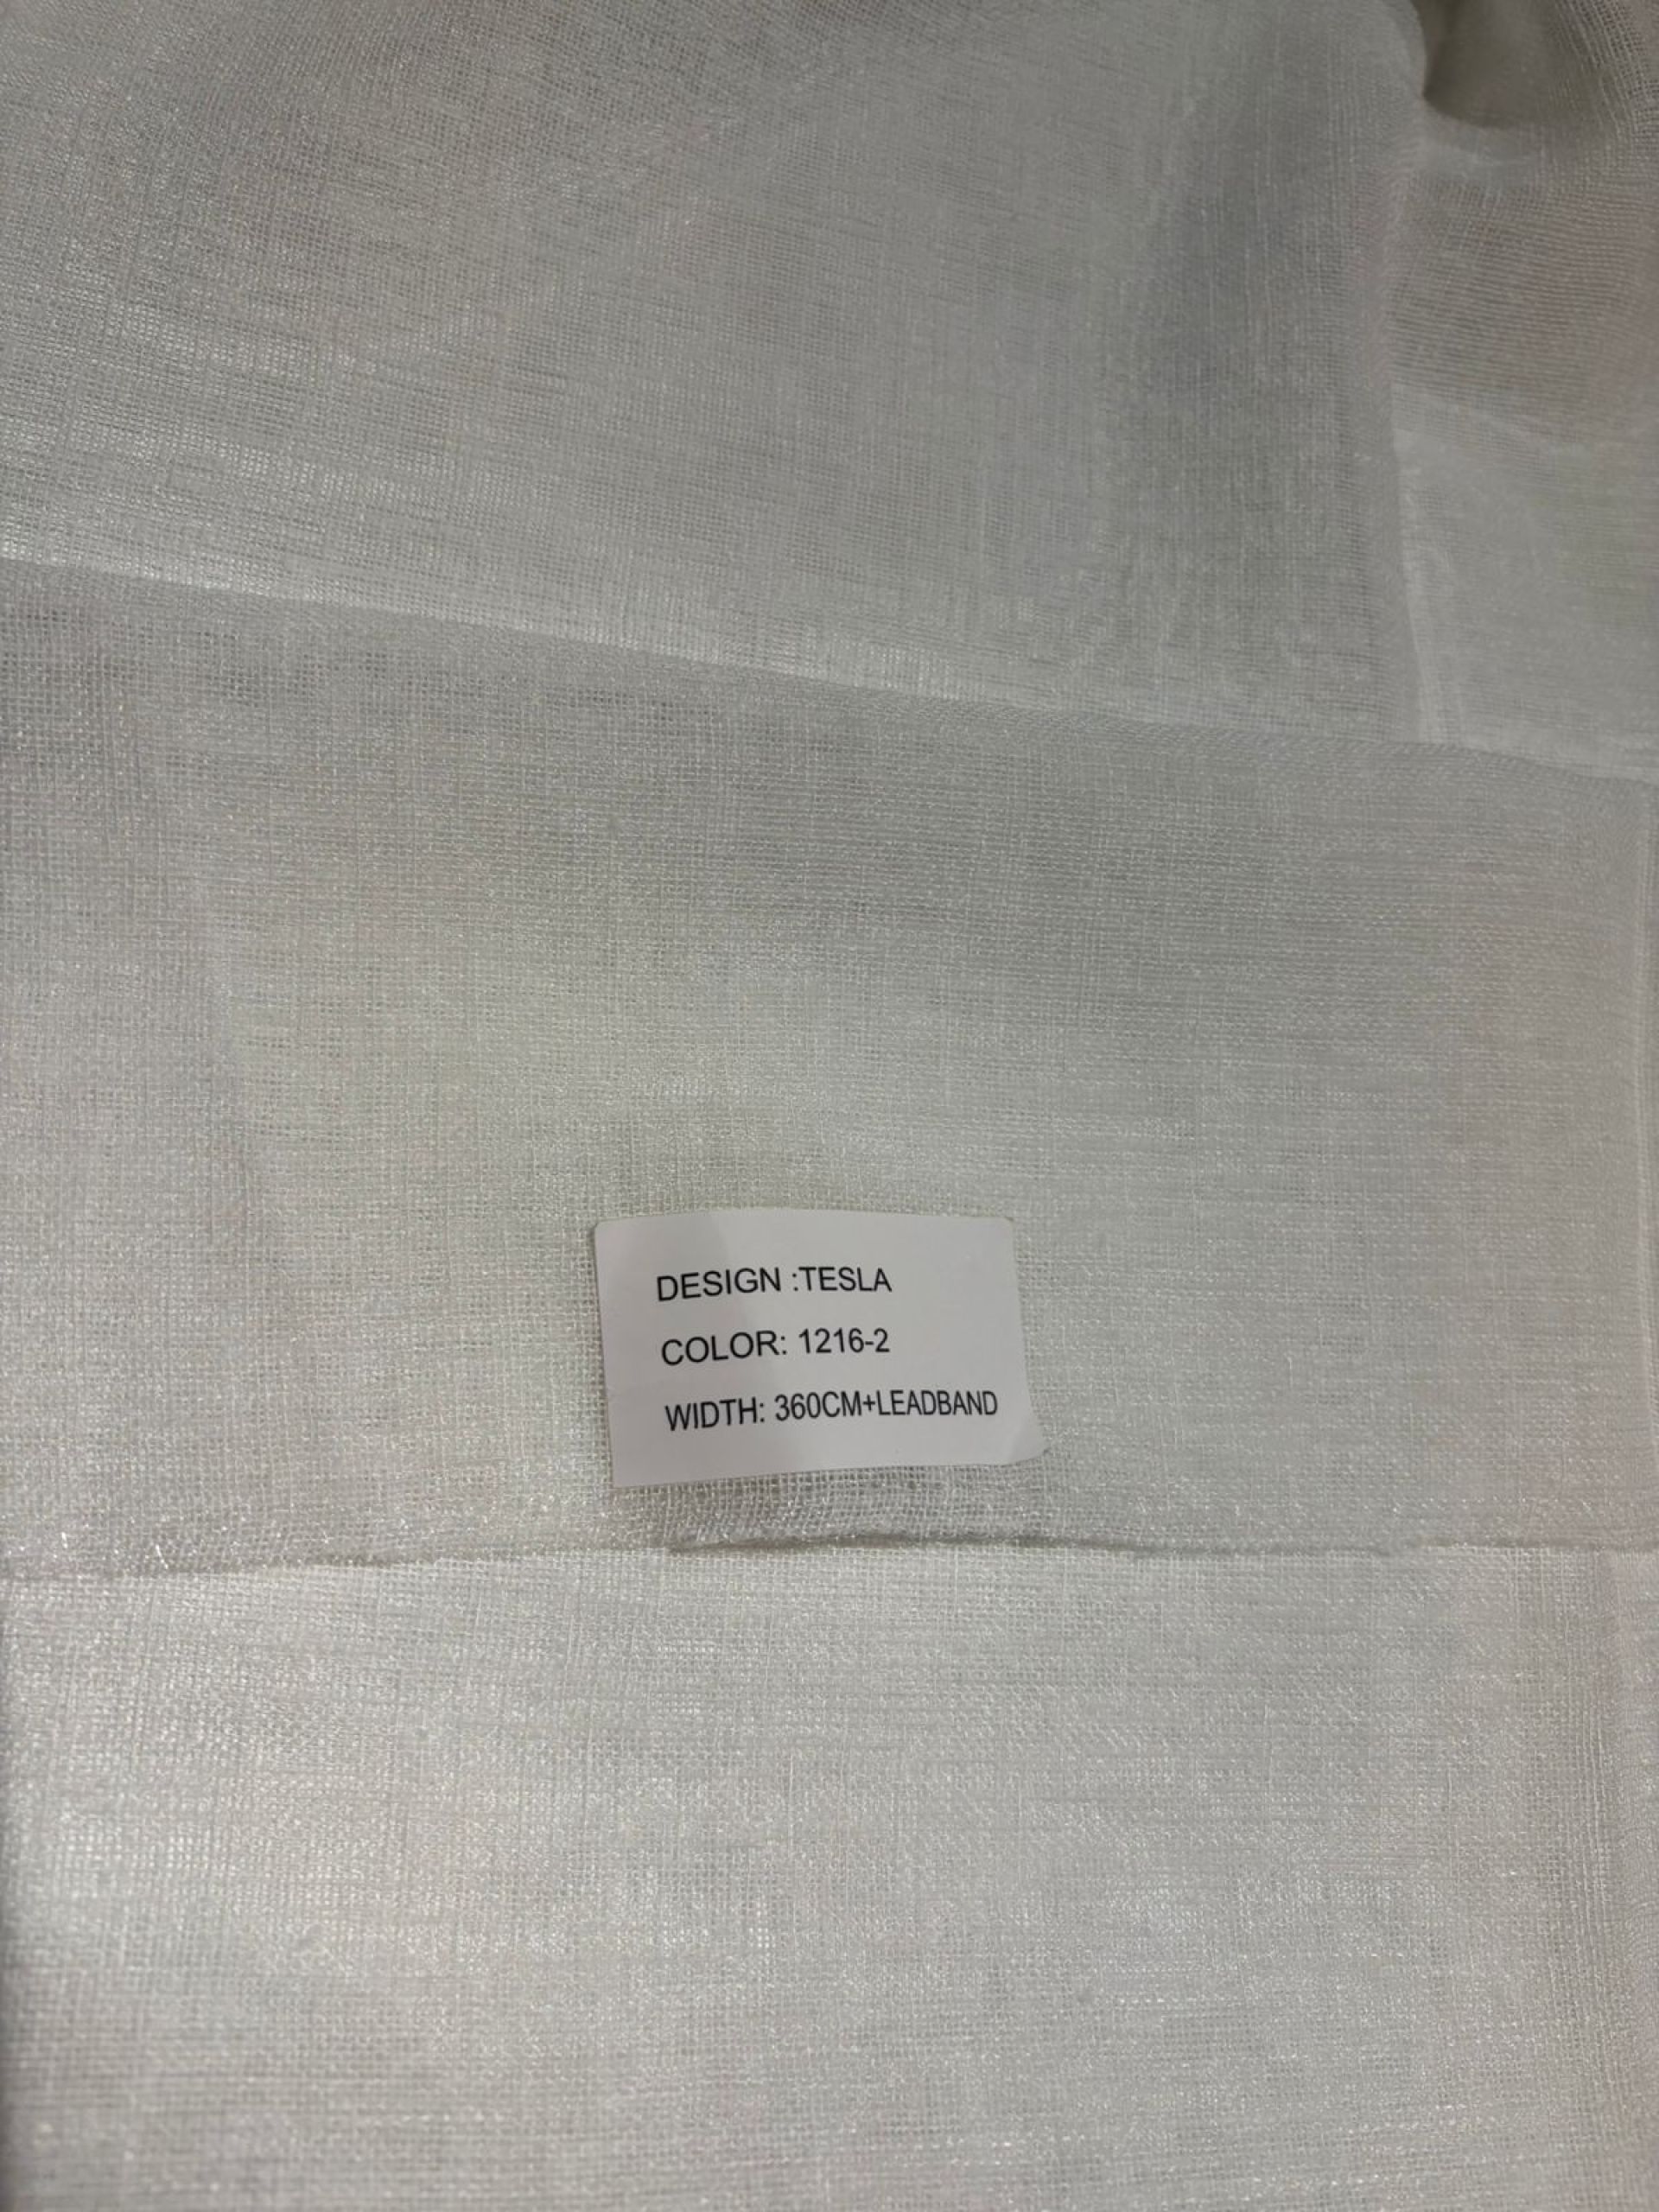 DESIGN :TESLA
COLOR: 1216-2
WIDTH: 360CM+LEADBAND